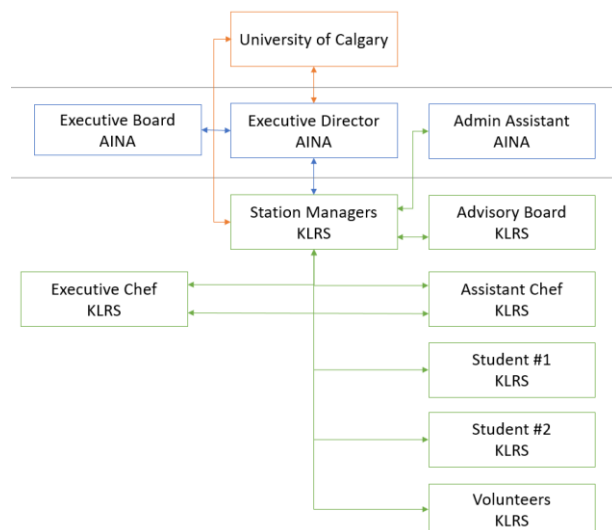 University of Calgary
Executive Board
AINA
Executive Director
AINA
Admin Assistant
AINA
Station Managers
KLRS
Advisory Board
KLRS
Executive Chef
KLRS
Assistant Chef
KLRS
Student #1
KLRS
Student #2
KLRS
Volunteers
KLRS